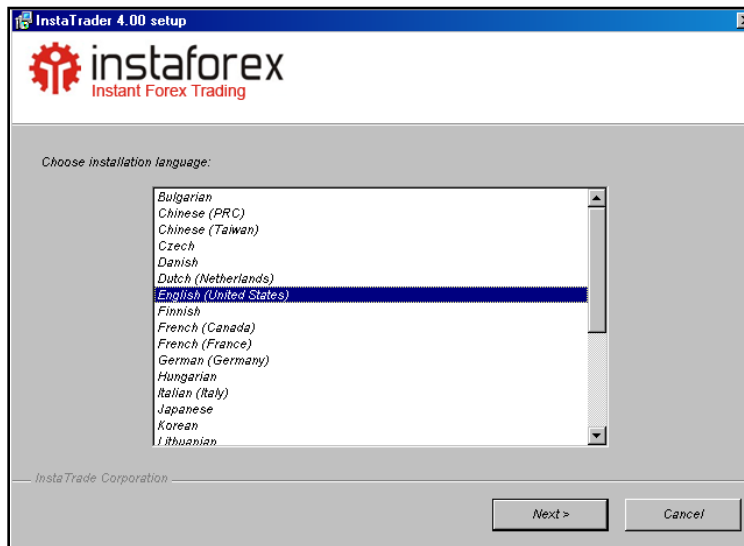 InstaTrader 4.00 setup
instaforex
Instant Forex Trading
Choose installation language:
Bulgarian
Chinese (PRC)
Chinese (Taiwan)
Czech
Danish
Dutch (Netherlands)
English (United States)
Finnish
French (Canada)
French (France)
German (Germany)
Hungarian
Italian (Italy)
Japanese
Korean
Lithuanian
InstaTrade Corporation
Next >
Cancel